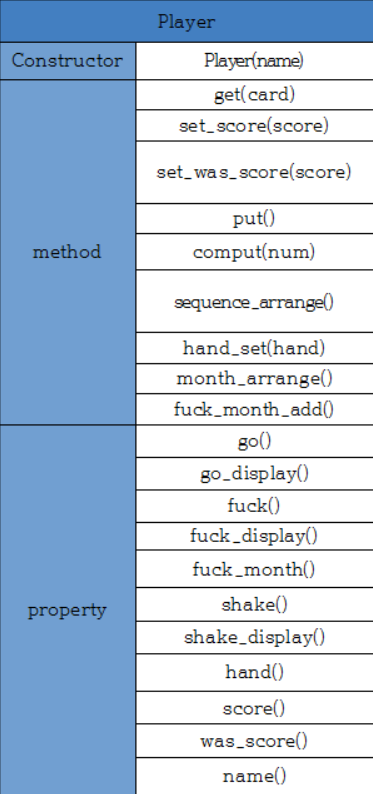 Player
Constructor
Player(name)
method
get(card)
set_score(score)
set_was_score(score)
put()
comput(num)
sequence_arrange()
hand_set(hand)
month_arrange()
fuck_month_add()
property
go()
go_display()
fuck()
fuck_display()
fuck_month()
shake()
shake_display()
hand()
score()
was_score()
name()